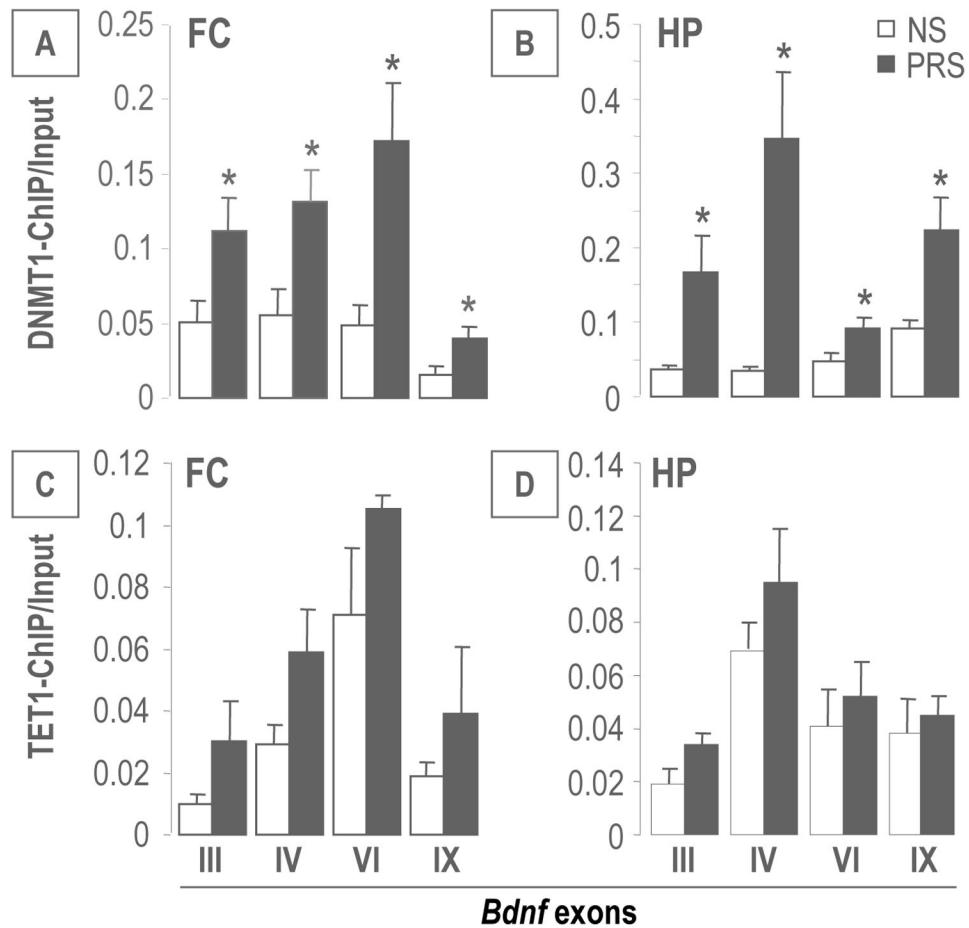 A FC
DNMT1-ChIP/Input
0.25
0.2
0.15
0.1
0.05
0
* * * *
B HP
NS
PRS
0.5
0.4
0.3
0.2
0.1
0
* * * *
C FC
TET1-ChIP/Input
0.12
0.1
0.08
0.06
0.04
0.02
0
III IV VI IX
D HP
0.14
0.12
0.1
0.08
0.06
0.04
0.02
0
III IV VI IX
Bdnf exons